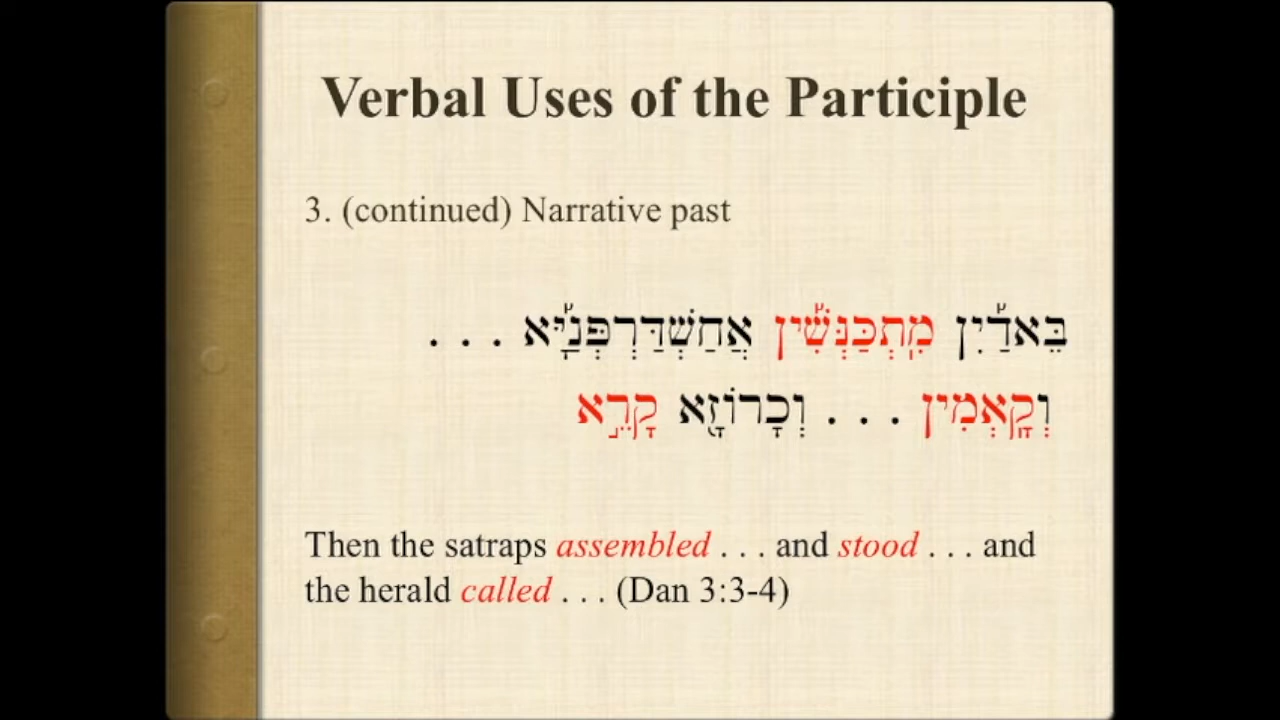 Verbal Uses of the Participle
3. (continued) Narrative past
בֵּאדַ֡יִן מִֽתְכַּנְּשִׁ֡ין אֲחַשְׁדַּרְפְּנַיָּ֡א . . .
וְקָֽאְמִין . . . וְכָרוֹזָ֖א קָרֵ֣א
Then the satraps assembled . . . and stood . . . and
the herald called . . . (Dan 3:3-4)